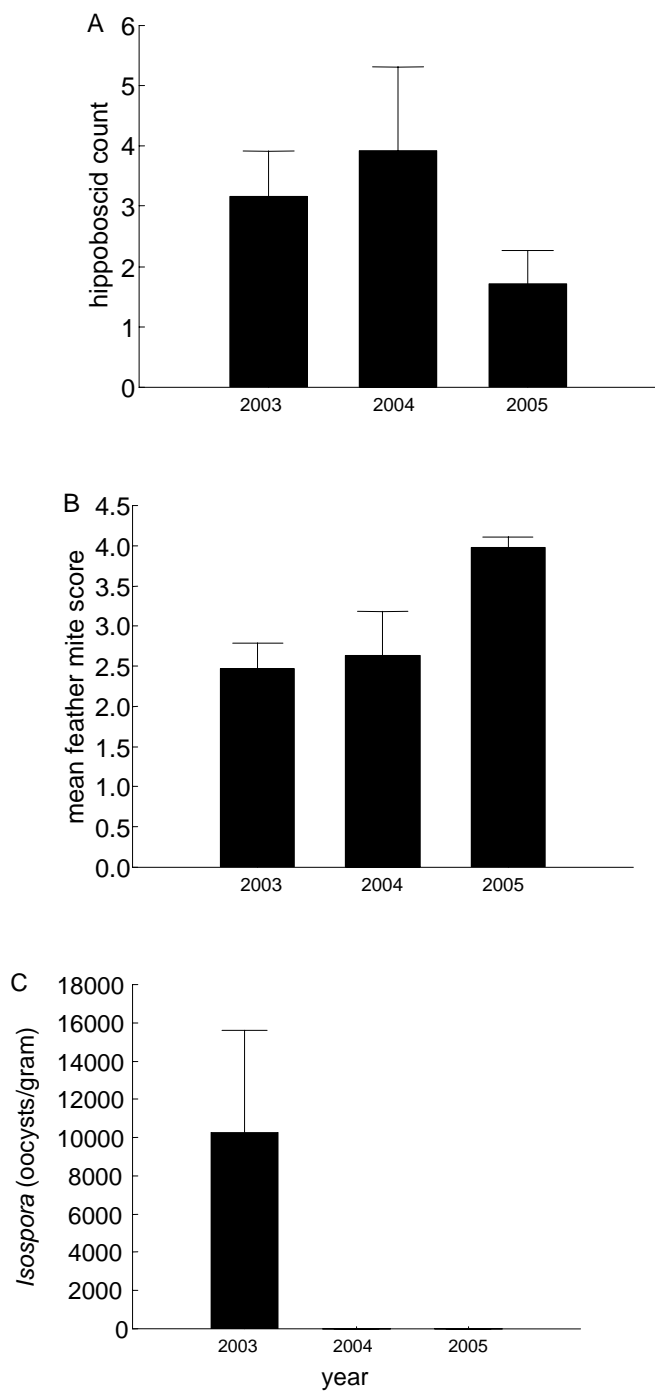 A
hippoboscid count
6
5
4
3
2
1
0
2003 2004 2005
B
mean feather mite score
4.5
4.0
3.5
3.0
2.5
2.0
1.5
1.0
0.5
0.0
2003 2004 2005
C
Isospora (oocysts/gram)
18000
16000
14000
12000
10000
8000
6000
4000
2000
0
2003 2004 2005
year